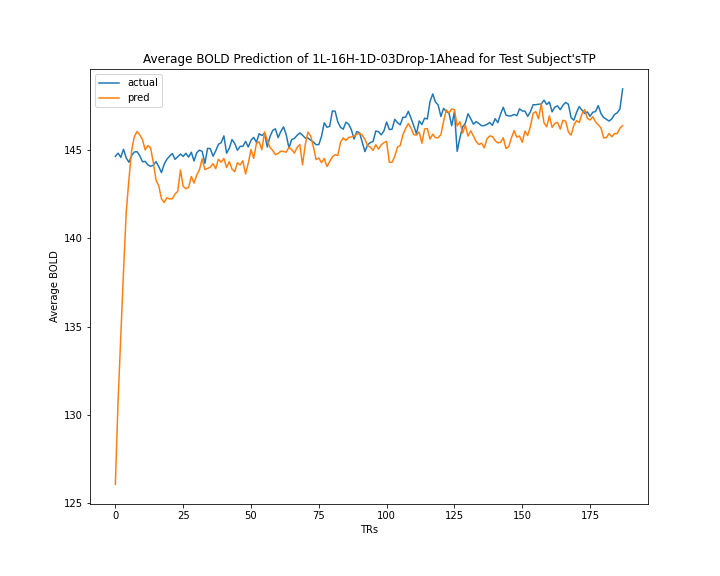 Average BOLD Prediction of 1L-16H-1D-03Drop-1Ahead for Test Subject'sTP
actual
pred
145
140
135
130
125
Average BOLD
0 25 50 75 100 125 150 175
TRs